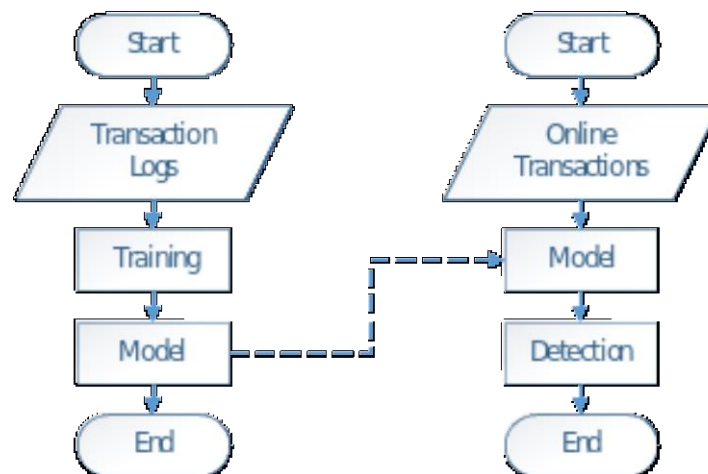 Start
Transaction
Logs
Training
Model
End
Start
Online
Transactions
Model
Detection
End